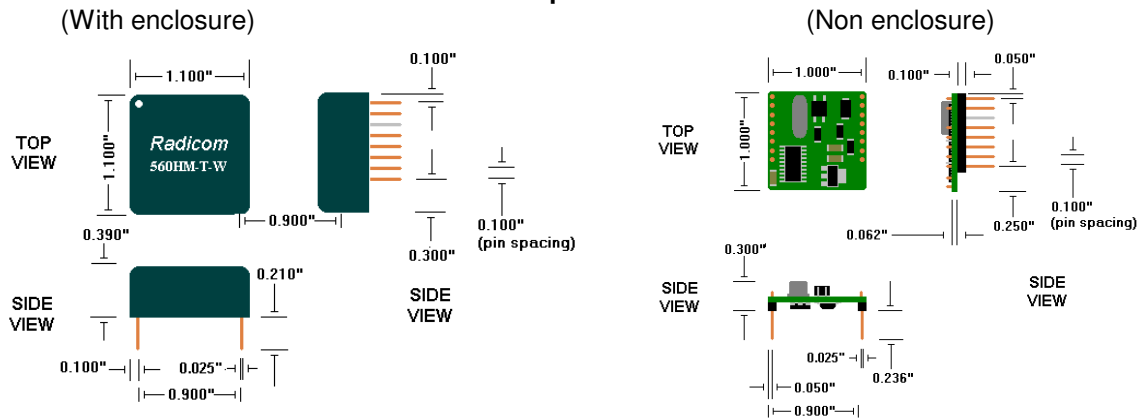 (With enclosure)
1.100"
0.100"
TOP
VIEW
1.100"
Radicom
560HM-T-W
0.900"
0.100"
(pin spacing)
0.300"
0.390"
0.210"
SIDE
VIEW
SIDE
VIEW
0.100"
0.025"
0.900"
(Non enclosure)
1.000"
0.050"
0.100"
TOP
VIEW
1.000"
0.100"
(pin spacing)
0.062"
0.250"
0.300"
SIDE
VIEW
SIDE
VIEW
0.025"
0.236"
0.050"
0.900"